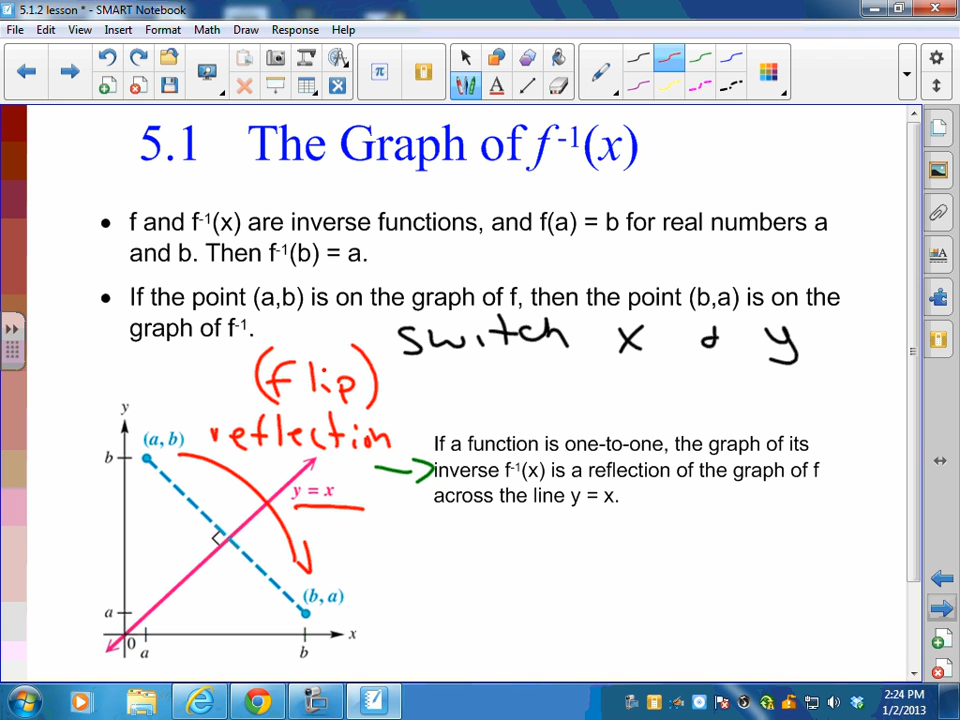 5.1.2 lesson * - SMART Notebook
File Edit View Insert Format Math Draw Response Help
5.1 The Graph of f⁻¹(x)
• f and f⁻¹(x) are inverse functions, and f(a) = b for real numbers a
and b. Then f⁻¹(b) = a.
• If the point (a,b) is on the graph of f, then the point (b,a) is on the
graph of f⁻¹.
switch x & y
(flip)
reflection
y
(a, b)
b
y = x
If a function is one-to-one, the graph of its
inverse f⁻¹(x) is a reflection of the graph of f
across the line y = x.
(b, a)
a
0
a
b
x
2:24 PM
1/2/2013